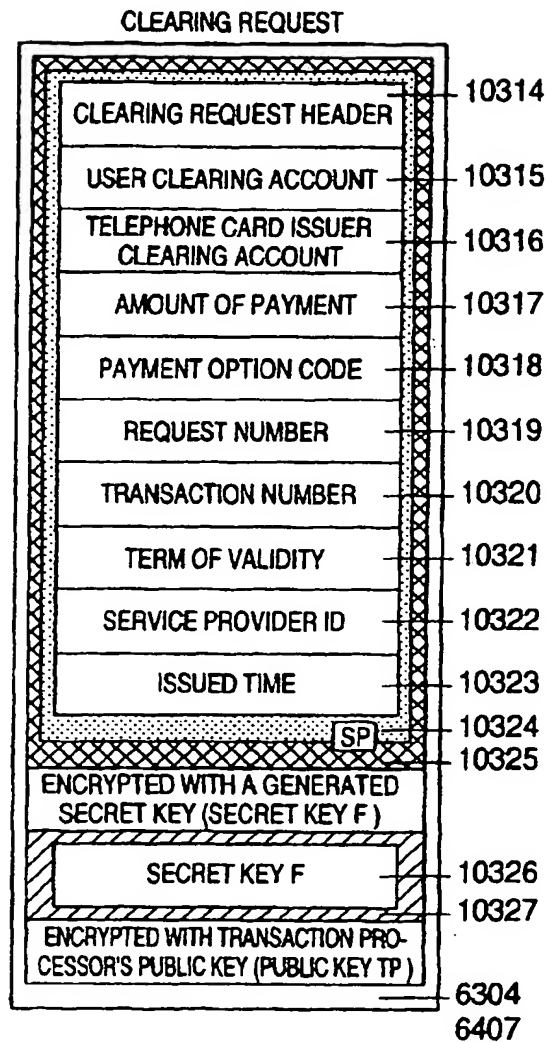 CLEARING REQUEST
CLEARING REQUEST HEADER 10314
USER CLEARING ACCOUNT 10315
TELEPHONE CARD ISSUER
CLEARING ACCOUNT 10316
AMOUNT OF PAYMENT 10317
PAYMENT OPTION CODE 10318
REQUEST NUMBER 10319
TRANSACTION NUMBER 10320
TERM OF VALIDITY 10321
SERVICE PROVIDER ID 10322
ISSUED TIME 10323
SP 10324
10325
ENCRYPTED WITH A GENERATED
SECRET KEY (SECRET KEY F)
SECRET KEY F 10326
10327
ENCRYPTED WITH TRANSACTION PRO-
CESSOR'S PUBLIC KEY (PUBLIC KEY TP)
6304
6407